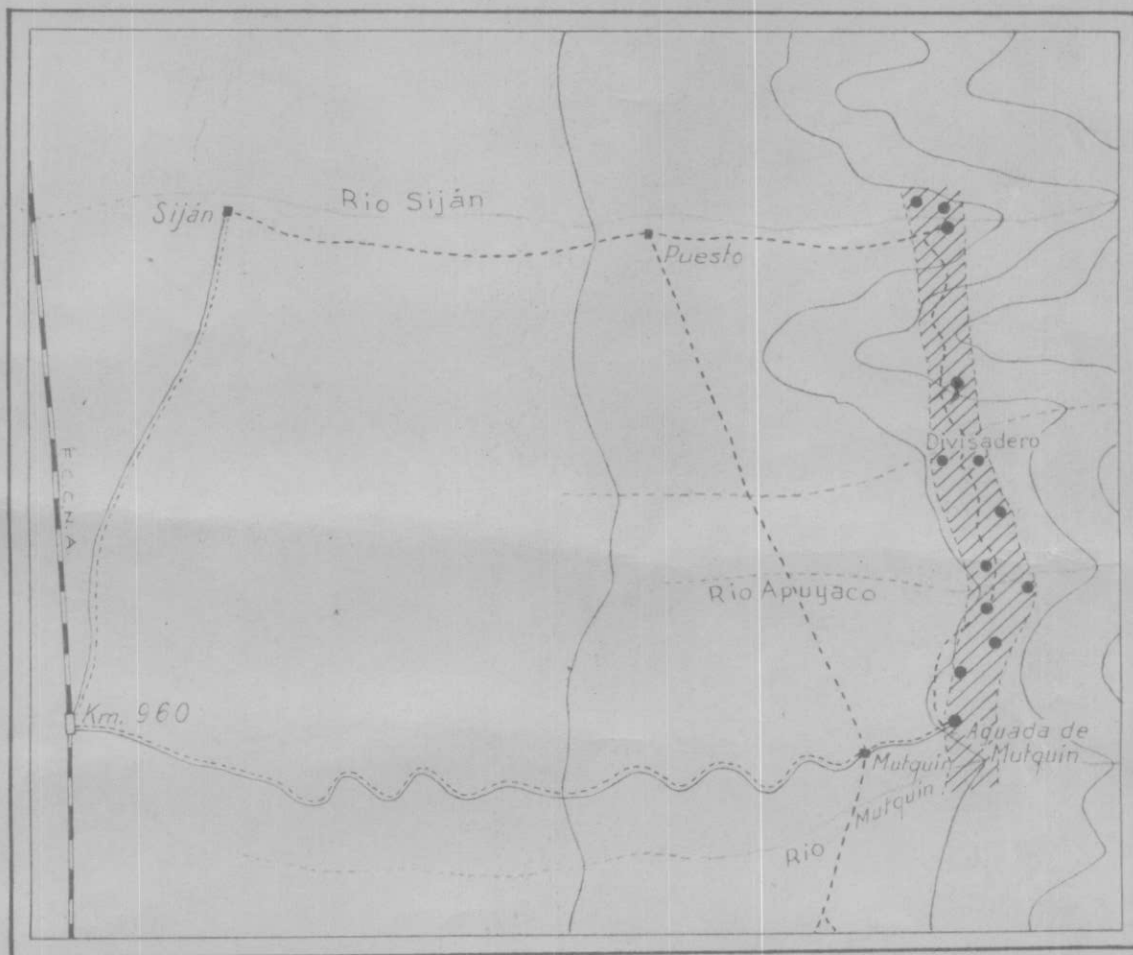 Siján
Rio Siján
Puesto
F.C.C.N.A
Divisadero
Rio Apuyaco
Km. 960
Aguada de
Mutquín
Mutquín
Rio Mutquín